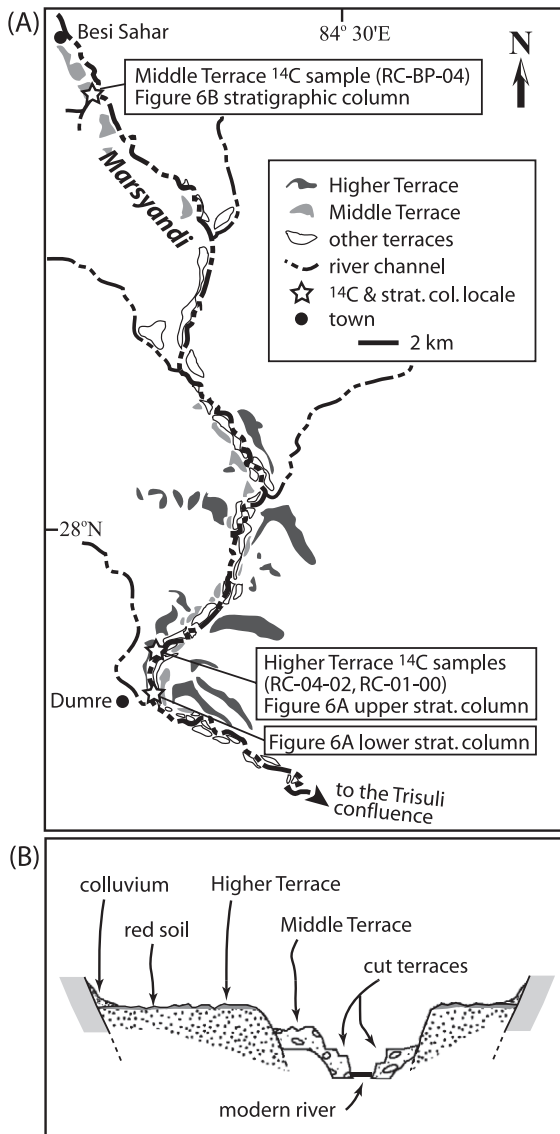 (A)
84° 30'E
Besi Sahar
N
Middle Terrace ¹⁴C sample (RC-BP-04)
Figure 6B stratigraphic column
Marsyandi
Higher Terrace
Middle Terrace
other terraces
river channel
¹⁴C & strat. col. locale
town
2 km
28°N
Higher Terrace ¹⁴C samples
(RC-04-02, RC-01-00)
Figure 6A upper strat. column
Dumre
Figure 6A lower strat. column
to the Trisuli
confluence
(B)
colluvium
Higher Terrace
red soil
Middle Terrace
cut terraces
modern river